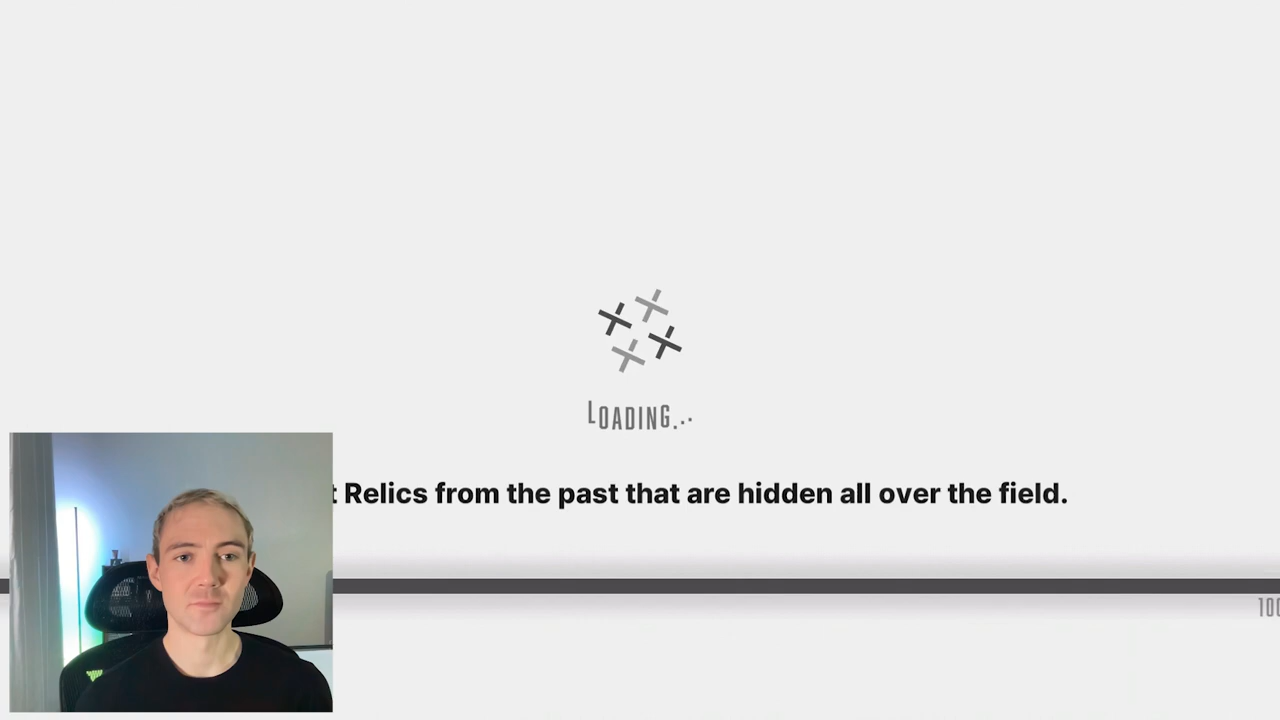 LOADING...
Relics from the past that are hidden all over the field.